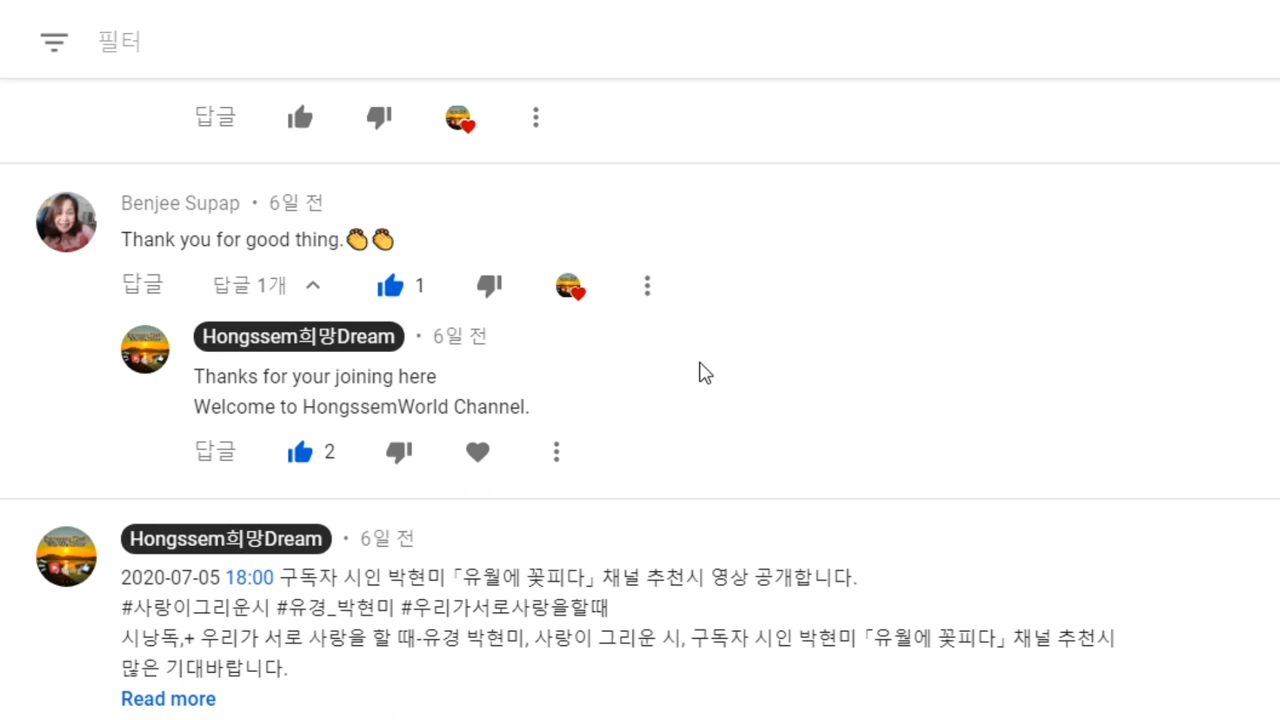 필터
답글
Benjee Supap • 6일 전
Thank you for good thing.👏👏
답글 답글 1개 1
Hongssem희망Dream • 6일 전
Thanks for your joining here
Welcome to HongssemWorld Channel.
답글 2
Hongssem희망Dream • 6일 전
2020-07-05 18:00 구독자 시인 박현미 「유월에 꽃피다」 채널 추천시 영상 공개합니다.
#사랑이그리운시 #유경_박현미 #우리가서로사랑을할때
시낭독,+ 우리가 서로 사랑을 할 때-유경 박현미, 사랑이 그리운 시, 구독자 시인 박현미 「유월에 꽃피다」 채널 추천시
많은 기대바랍니다.
Read more